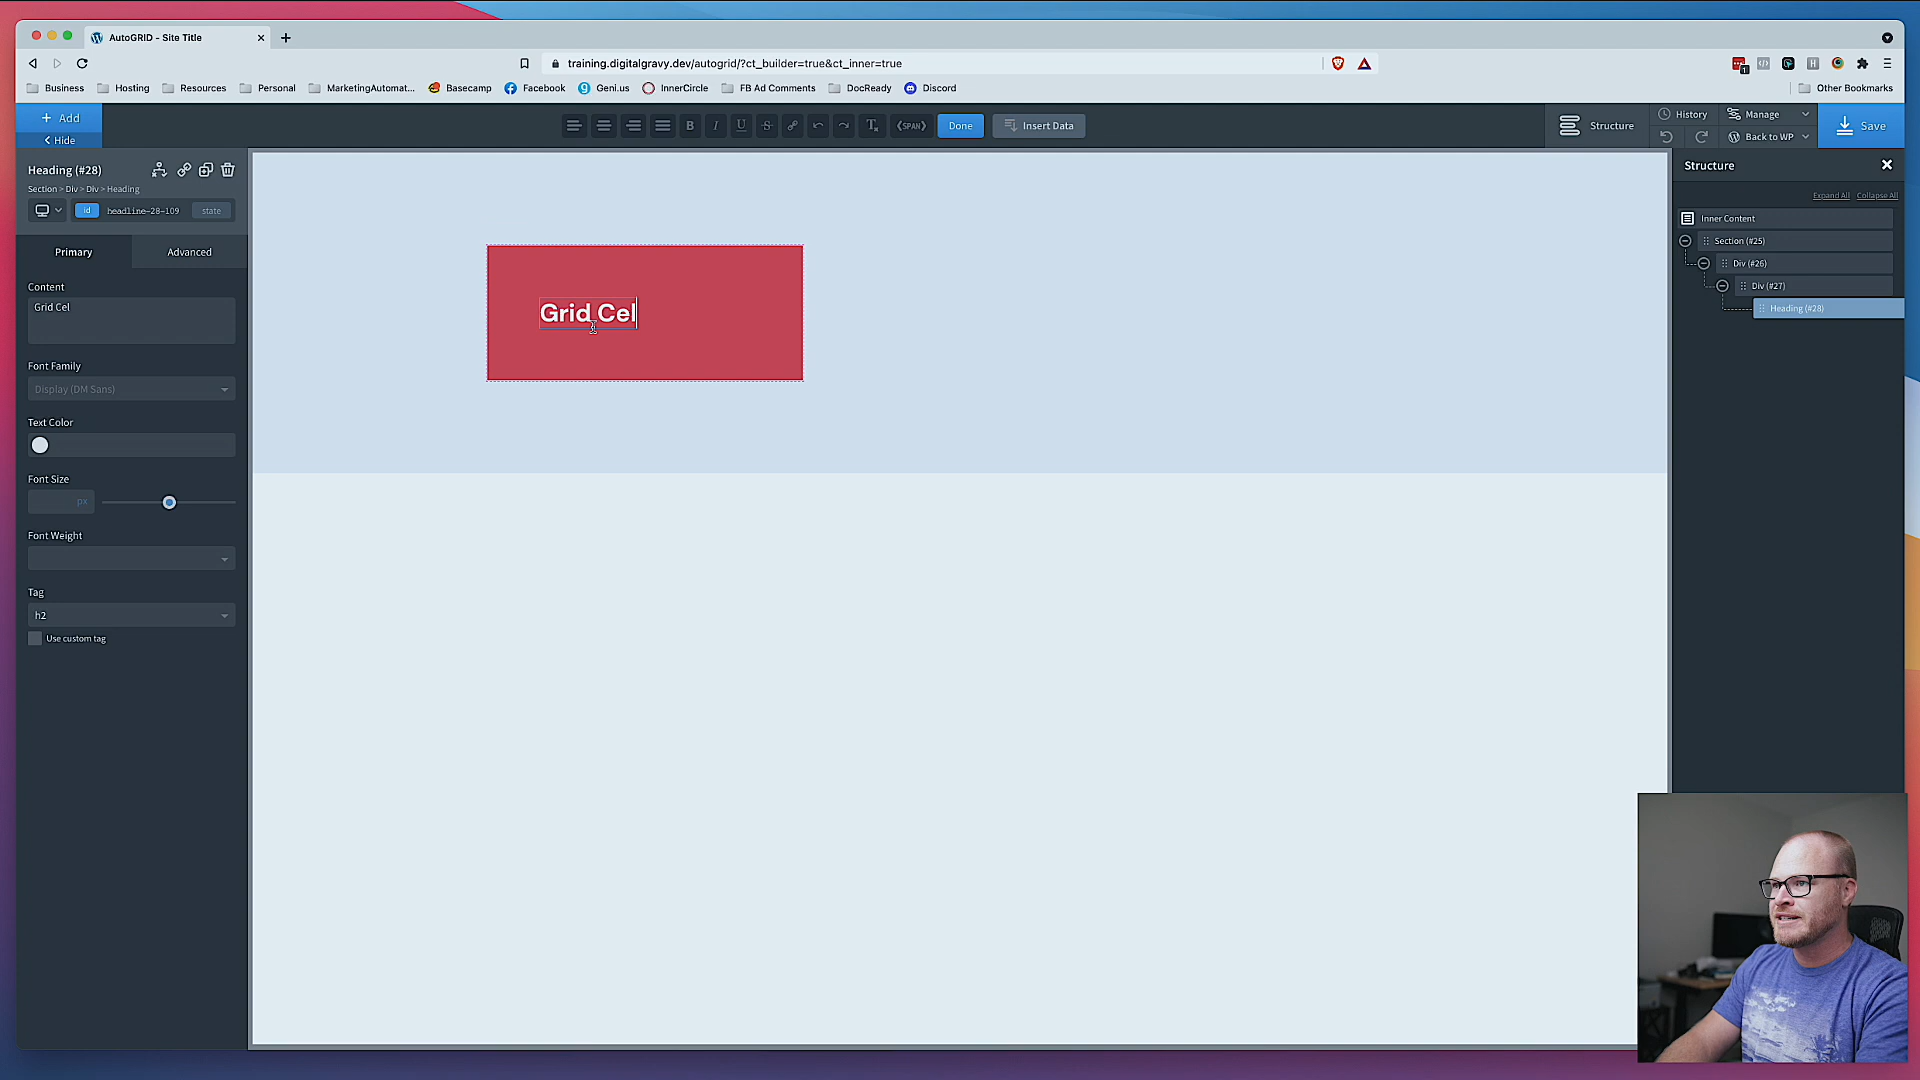 AutoGRID - Site Title
training.digitalgravy.dev/autogrid/?ct_builder=true&ct_inner=true
1
Business
Hosting
Resources
Personal
MarketingAutomat...
Basecamp
Facebook
Geni.us
InnerCircle
FB Ad Comments
DocReady
Discord
Other Bookmarks
+ Add
Hide
B
I
U
S
Tx
<SPAN>
Done
Insert Data
Structure
History
Manage
Back to WP
Save
Heading (#28)
Section > Div > Div > Heading
id
headline-28-109
state
Primary
Advanced
Content
Grid Cel
Font Family
Display (DM Sans)
Text Color
Font Size
px
Font Weight
Tag
h2
Use custom tag
Grid Cel
Structure
Expand All
Collapse All
Inner Content
Section (#25)
Div (#26)
Div (#27)
Heading (#28)